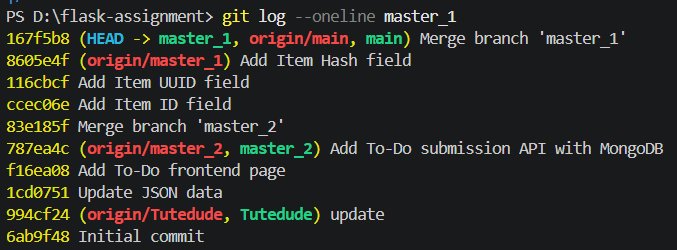 PS D:\flask-assignment> git log --oneline master_1
167f5b8 (HEAD -> master_1, origin/main, main) Merge branch 'master_1'
8605e4f (origin/master_1) Add Item Hash field
116cbcf Add Item UUID field
ccec06e Add Item ID field
83e185f Merge branch 'master_2'
787ea4c (origin/master_2, master_2) Add To-Do submission API with MongoDB
f16ea08 Add To-Do frontend page
1cd0751 Update JSON data
994cf24 (origin/Tutedude, Tutedude) update
6ab9f48 Initial commit